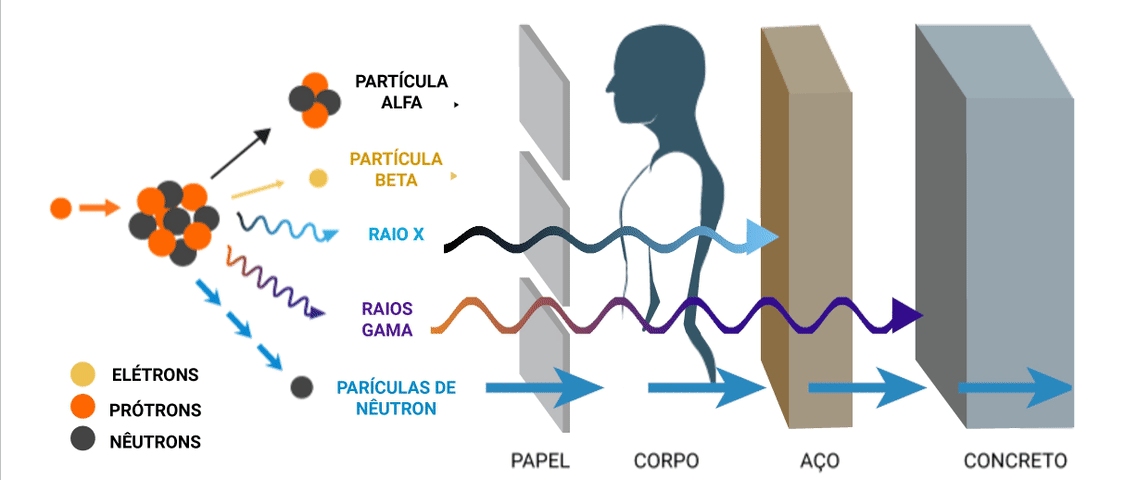 PARTÍCULA
ALFA
PARTÍCULA
BETA
RAIO X
RAIOS
GAMA
PARÍCULAS DE
NÊUTRON
ELÉTRONS
PRÓTRONS
NÊUTRONS
PAPEL
CORPO
AÇO
CONCRETO